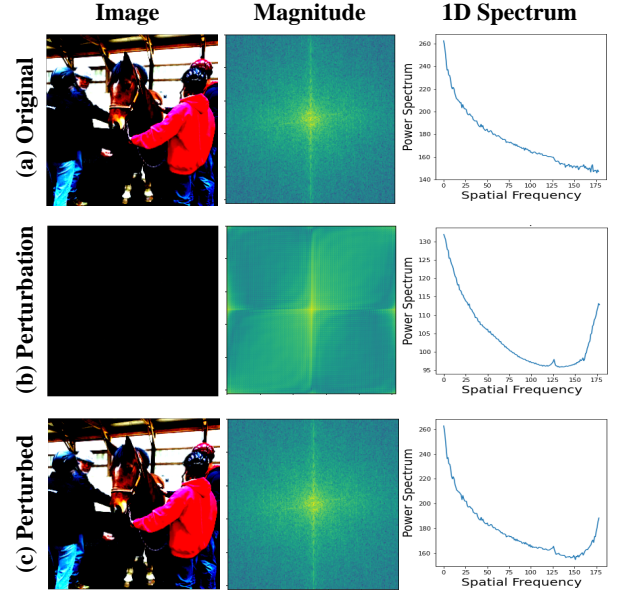 Image Magnitude 1D Spectrum
(a) Original
260
240
220
200
180
160
140
Power Spectrum
0 25 50 75 100 125 150 175
Spatial Frequency
(b) Perturbation
130
125
120
115
110
105
100
95
Power Spectrum
0 25 50 75 100 125 150 175
Spatial Frequency
(c) Perturbed
260
240
220
200
180
160
Power Spectrum
0 25 50 75 100 125 150 175
Spatial Frequency